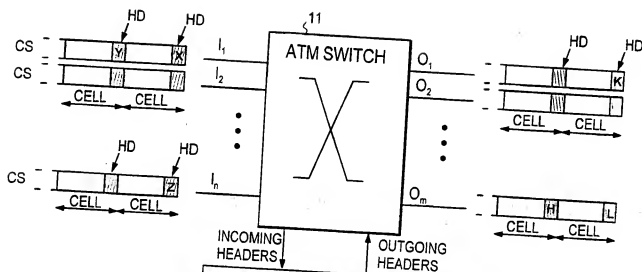 HD HD 11 HD HD
CS Y X I1 ATM SWITCH O1 K
CS I2 O2
CELL CELL CELL CELL
HD HD
CS Z In Om H L
CELL CELL CELL CELL
INCOMING HEADERS OUTGOING HEADERS